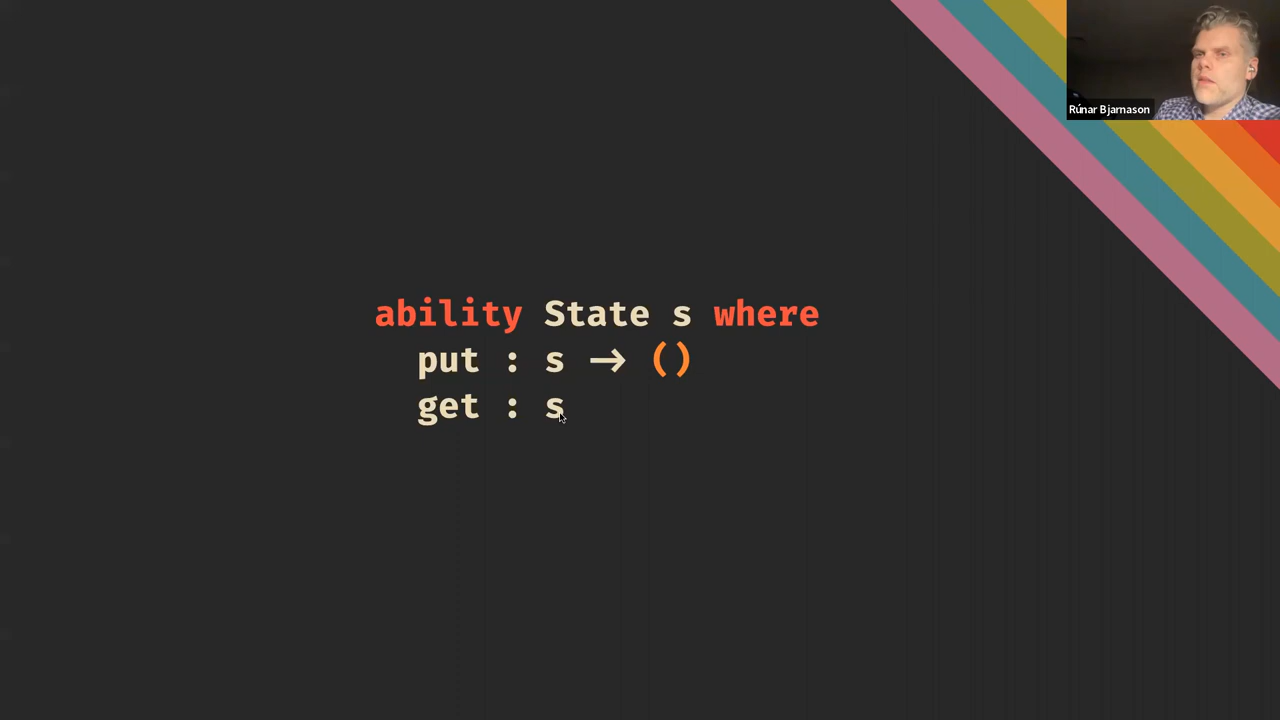 Rúnar Bjarnason
ability State s where
put : s → ()
get : s